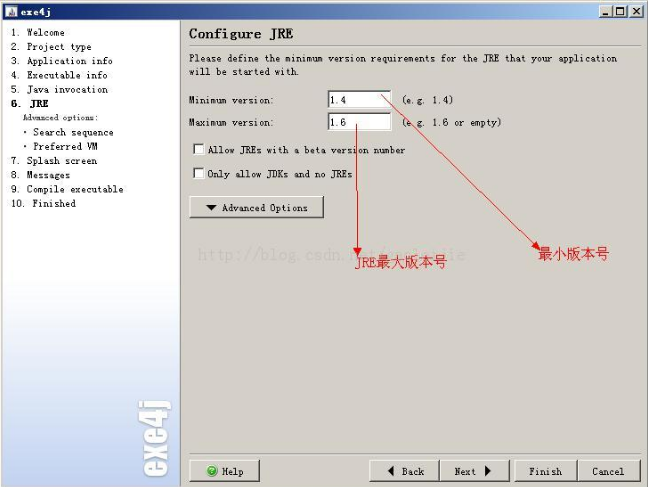 exe4j
1. Welcome
2. Project type
3. Application info
4. Executable info
5. Java invocation
6. JRE
Advanced options:
· Search sequence
· Preferred VM
7. Splash screen
8. Messages
9. Compile executable
10. Finished
exe4j
Configure JRE
Please define the minimum version requirements for the JRE that your application
will be started with.
Minimum version: 1.4 (e.g. 1.4)
Maximum version: 1.6 (e.g. 1.6 or empty)
Allow JREs with a beta version number
Only allow JDKs and no JREs
Advanced Options
http://blog.csdn.net/
JRE最大版本号
最小版本号
Help
Back
Next
Finish
Cancel